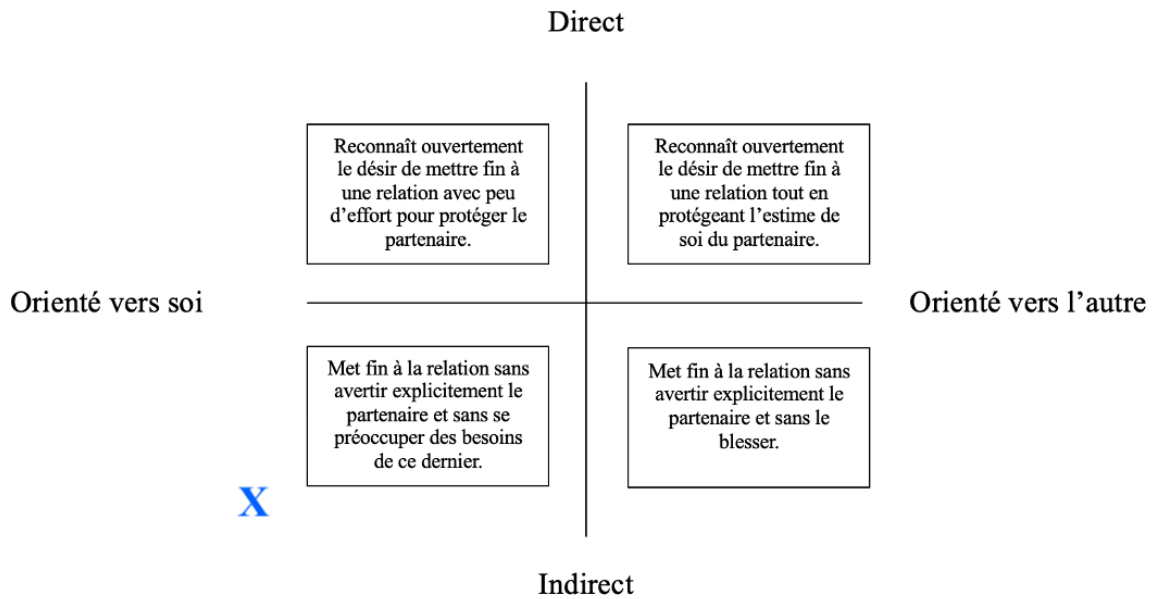 Direct
Reconnaît ouvertement
le désir de mettre fin à
une relation avec peu
d’effort pour protéger le
partenaire.
Reconnaît ouvertement
le désir de mettre fin à
une relation tout en
protégeant l’estime de
soi du partenaire.
Orienté vers soi
Orienté vers l’autre
Met fin à la relation sans
avertir explicitement le
partenaire et sans se
préoccuper des besoins
de ce dernier.
Met fin à la relation sans
avertir explicitement le
partenaire et sans le
blesser.
X
Indirect